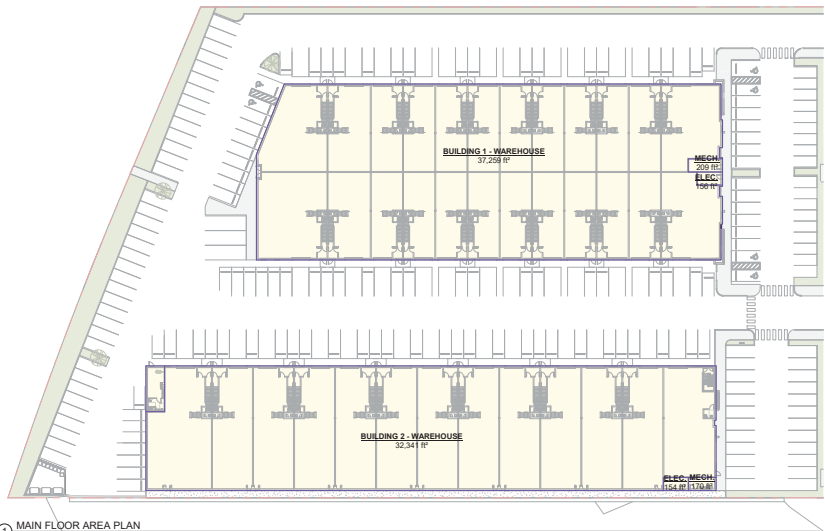 BUILDING 1 - WAREHOUSE
37,259 ft²
MECH.
209 ft²
ELEC.
156 ft²
BUILDING 2 - WAREHOUSE
32,341 ft²
ELEC. MECH.
154 ft² 170 ft²
MAIN FLOOR AREA PLAN